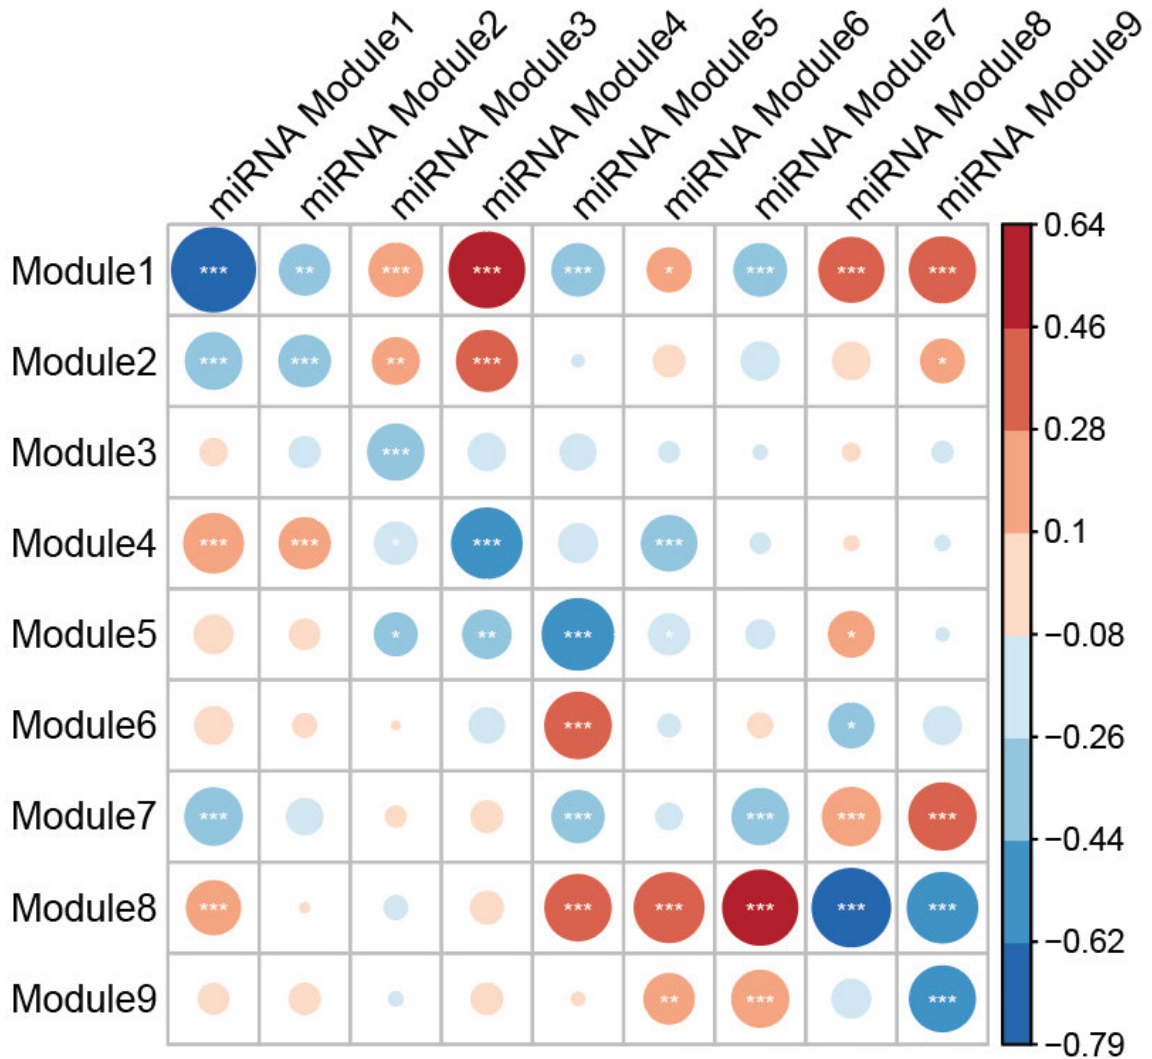 miRNA Module1
miRNA Module2
miRNA Module3
miRNA Module4
miRNA Module5
miRNA Module6
miRNA Module7
miRNA Module8
miRNA Module9
Module1 *** ** *** *** *** * *** *** ***
Module2 *** *** ** *** *
Module3 ***
Module4 *** *** * *** ***
Module5 * ** *** * *
Module6 *** *
Module7 *** *** *** *** ***
Module8 *** *** *** *** *** ***
Module9 ** *** ***
0.64
0.46
0.28
0.1
−0.08
−0.26
−0.44
−0.62
−0.79